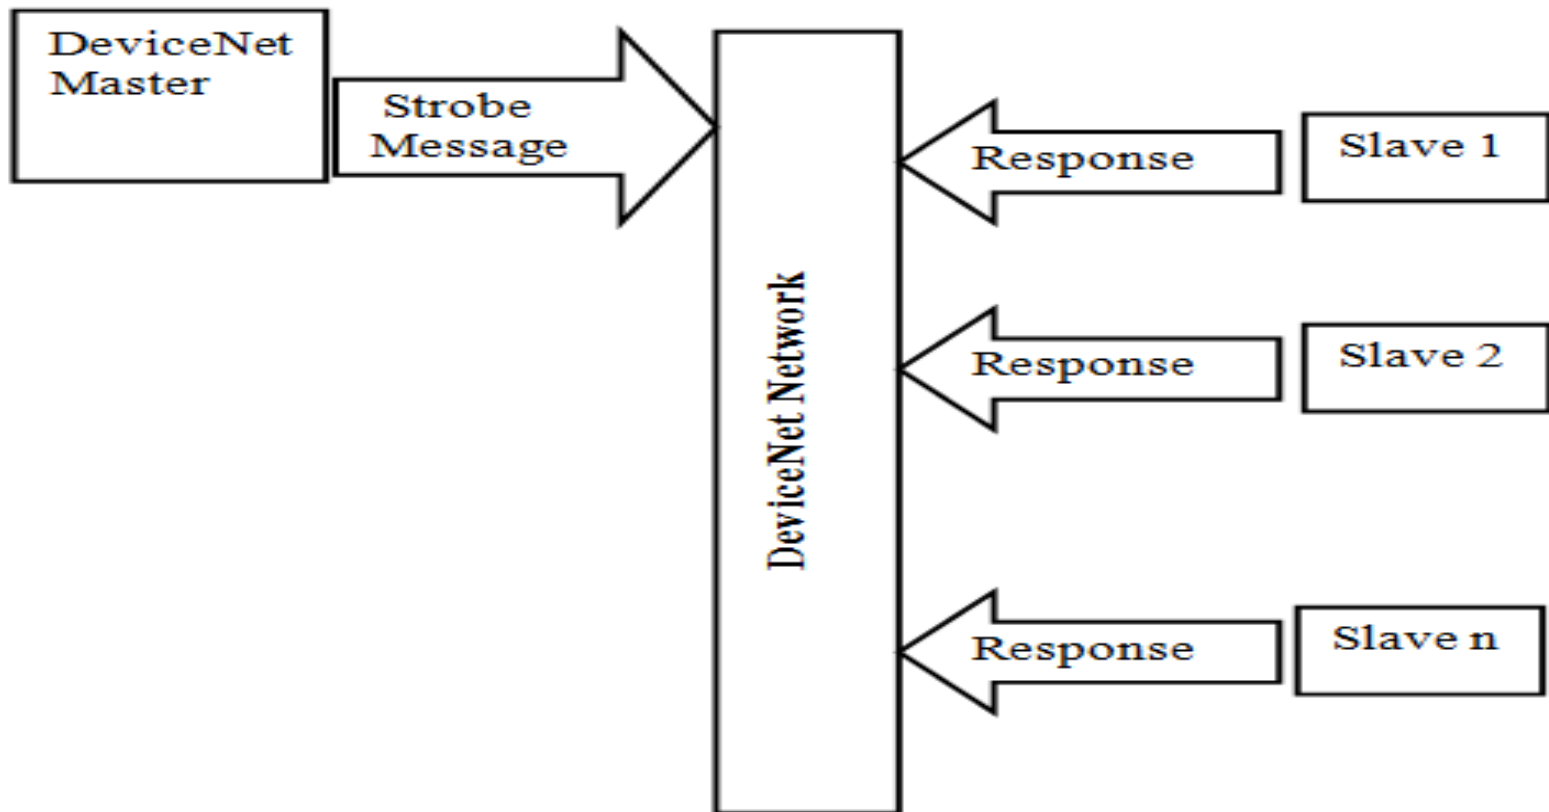 DeviceNet
Master
Strobe
Message
DeviceNet Network
Response
Slave 1
Response
Slave 2
Response
Slave n